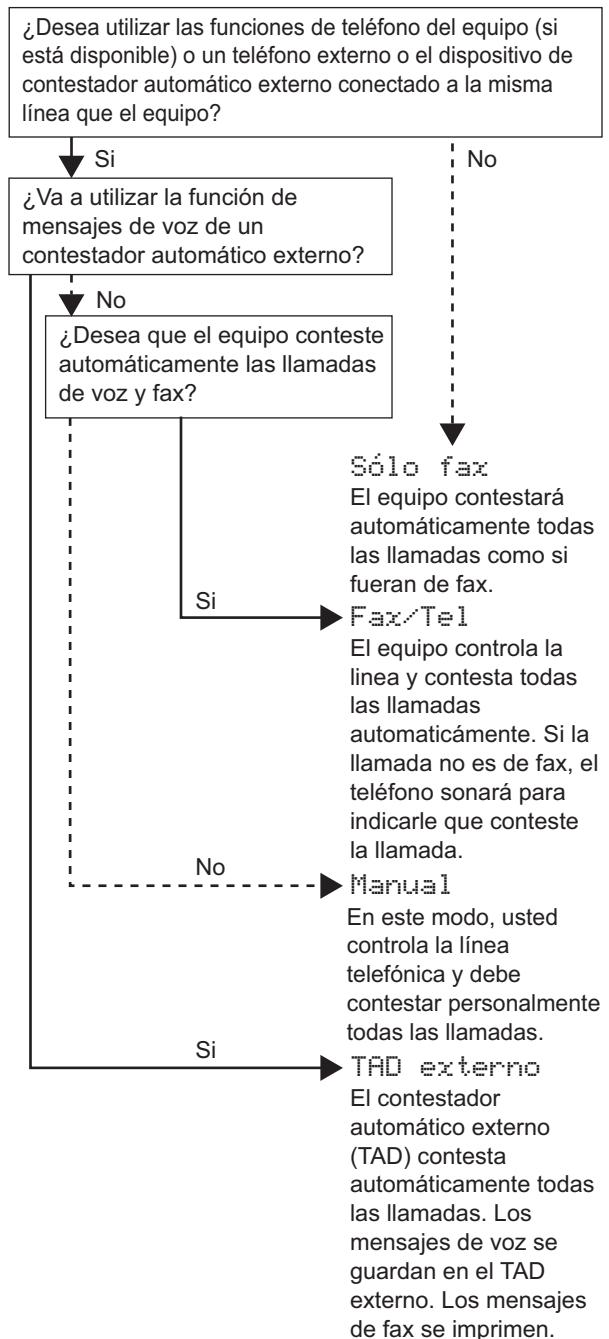 ¿Desea utilizar las funciones de teléfono del equipo (si
está disponible) o un teléfono externo o el dispositivo de
contestador automático externo conectado a la misma
línea que el equipo?
Si
No
¿Va a utilizar la función de
mensajes de voz de un
contestador automático externo?
No
¿Desea que el equipo conteste
automáticamente las llamadas
de voz y fax?
Sólo fax
El equipo contestará
automáticamente todas
las llamadas como si
fueran de fax.
Si
Fax/Tel
El equipo controla la
linea y contesta todas
las llamadas
automaticámente. Si la
llamada no es de fax, el
teléfono sonará para
indicarle que conteste
la llamada.
No
Manual
En este modo, usted
controla la línea
telefónica y debe
contestar personalmente
todas las llamadas.
Si
TAD externo
El contestador
automático externo
(TAD) contesta
automáticamente todas
las llamadas. Los
mensajes de voz se
guardan en el TAD
externo. Los mensajes
de fax se imprimen.